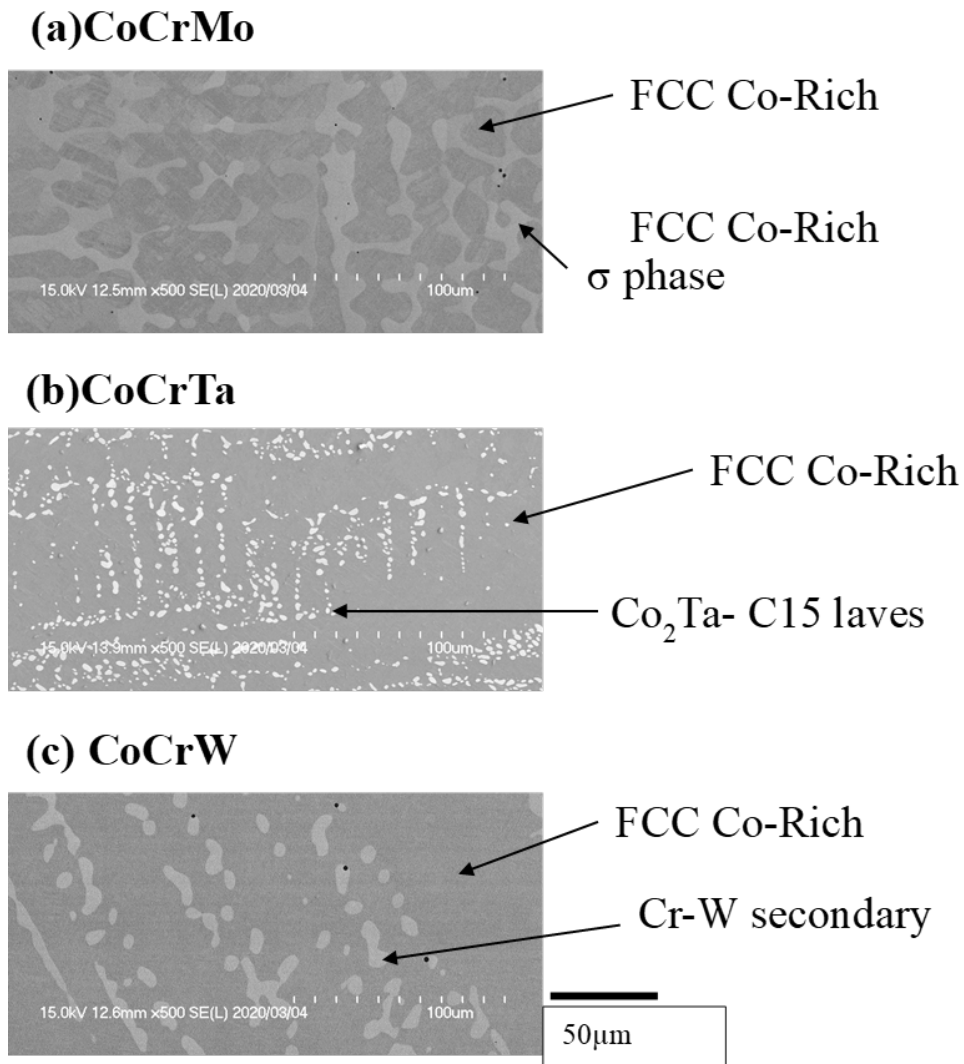 (a)CoCrMo
FCC Co-Rich
FCC Co-Rich
σ phase
15.0kV 12.5mm x500 SE(L) 2020/03/04 100um
(b)CoCrTa
FCC Co-Rich
Co₂Ta- C15 laves
15.0kV 13.9mm x500 SE(L) 2020/03/04 100um
(c) CoCrW
FCC Co-Rich
Cr-W secondary
15.0kV 12.6mm x500 SE(L) 2020/03/04 100um
50µm